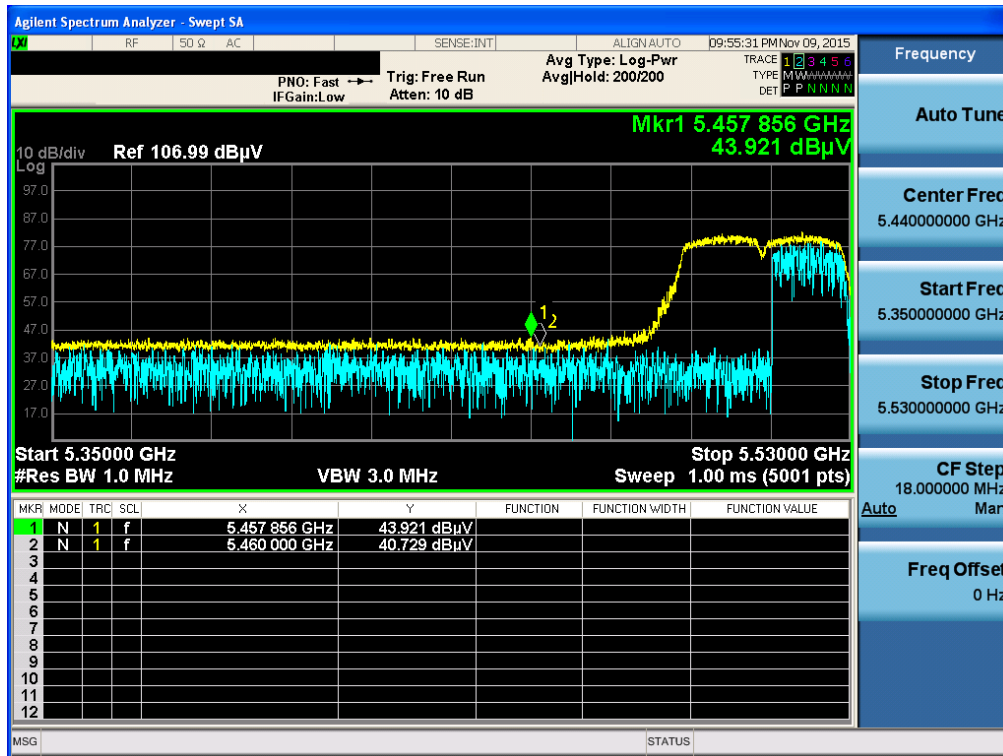 Agilent Spectrum Analyzer - Swept SA
LXI RF 50 Ω AC SENSE:INT ALIGN AUTO 09:55:31 PM Nov 09, 2015
Frequency
PNO: Fast
IFGain:Low
Trig: Free Run
Atten: 10 dB
Avg Type: Log-Pwr
Avg|Hold: 200/200
TRACE 1 2 3 4 5 6
TYPE M W W W W W
DET P P N N N N
Auto Tune
Mkr1 5.457 856 GHz
43.921 dBµV
10 dB/div Ref 106.99 dBµV
Log
97.0
87.0
77.0
67.0
57.0
47.0
37.0
27.0
17.0
1
2
Center Freq
5.440000000 GHz
Start Freq
5.350000000 GHz
Stop Freq
5.530000000 GHz
Start 5.35000 GHz Stop 5.53000 GHz
#Res BW 1.0 MHz VBW 3.0 MHz Sweep 1.00 ms (5001 pts)
CF Step
18.000000 MHz
Auto Man
MKR MODE TRC SCL X Y FUNCTION FUNCTION WIDTH FUNCTION VALUE
1 N 1 f 5.457 856 GHz 43.921 dBµV
2 N 1 f 5.460 000 GHz 40.729 dBµV
3
4
5
6
7
8
9
10
11
12
Freq Offset
0 Hz
MSG STATUS